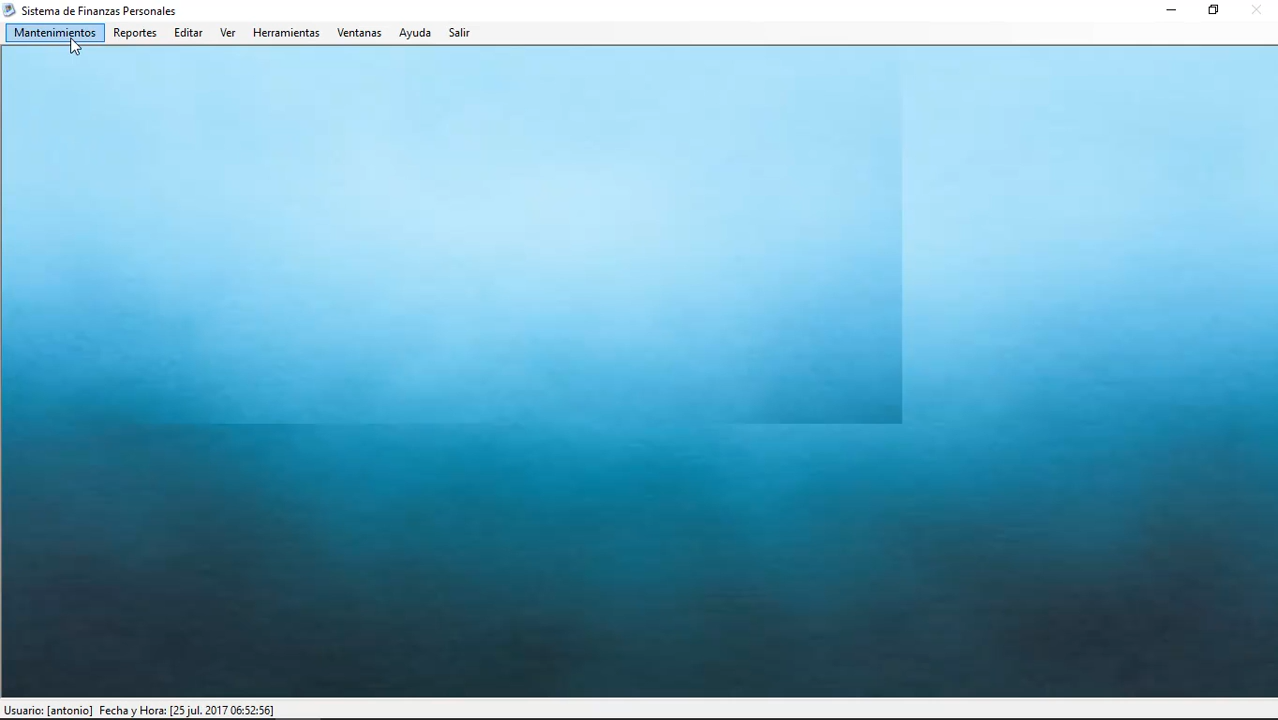 Sistema de Finanzas Personales
Mantenimientos Reportes Editar Ver Herramientas Ventanas Ayuda Salir
Usuario: [antonio] Fecha y Hora: [25 jul. 2017 06:52:56]